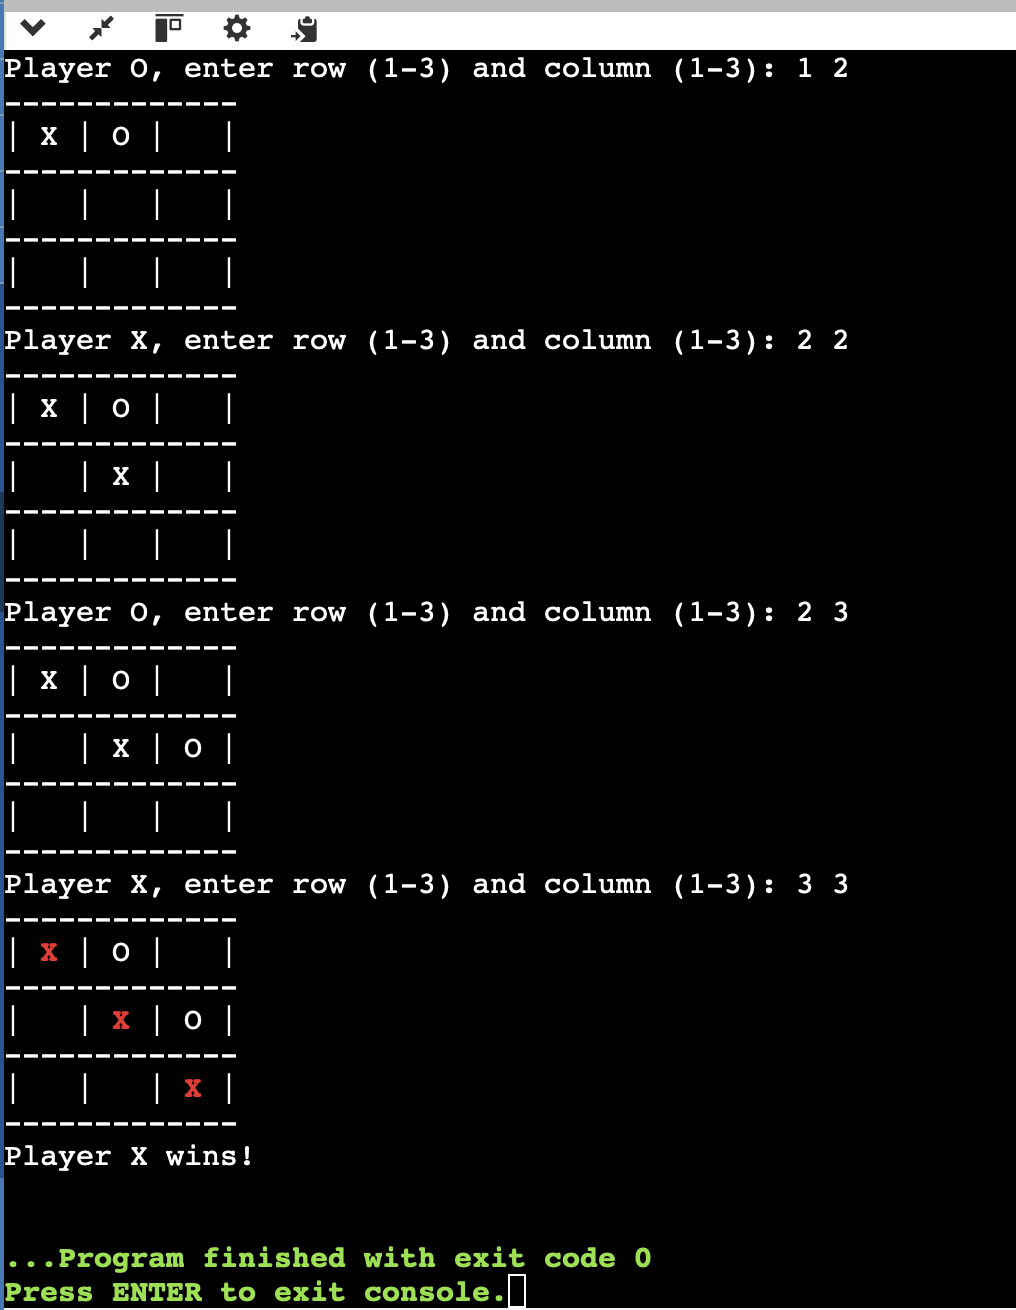 Player O, enter row (1-3) and column (1-3): 1 2
-------------
| X | O |   |
-------------
|   |   |   |
-------------
|   |   |   |
-------------
Player X, enter row (1-3) and column (1-3): 2 2
-------------
| X | O |   |
-------------
|   | X |   |
-------------
|   |   |   |
-------------
Player O, enter row (1-3) and column (1-3): 2 3
-------------
| X | O |   |
-------------
|   | X | O |
-------------
|   |   |   |
-------------
Player X, enter row (1-3) and column (1-3): 3 3
-------------
| X | O |   |
-------------
|   | X | O |
-------------
|   |   | X |
-------------
Player X wins!
...Program finished with exit code 0
Press ENTER to exit console.